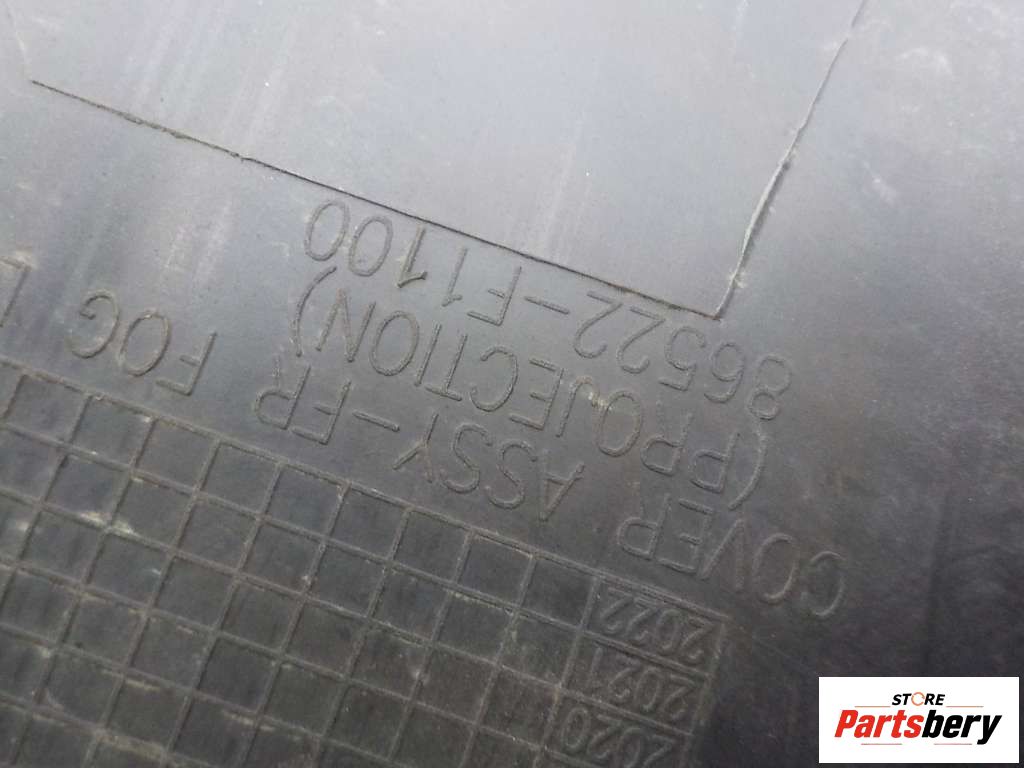 86522-F1100
(PROJECTION)
COVER ASSY-FR FOG L
2022
2021
2020
STORE
Partsbery